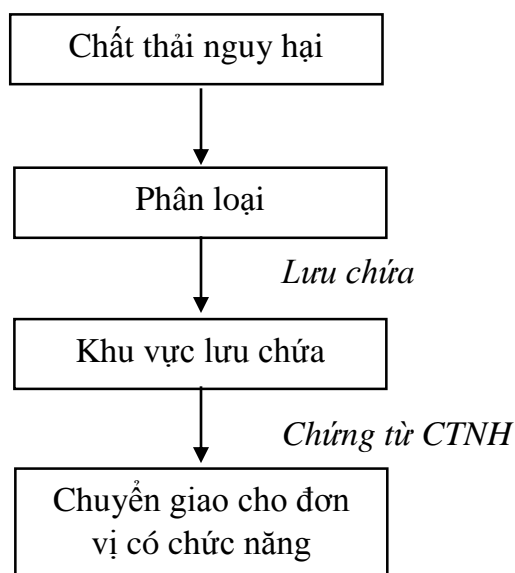 Chất thải nguy hại
Phân loại
Lưu chứa
Khu vực lưu chứa
Chứng từ CTNH
Chuyển giao cho đơn
vị có chức năng